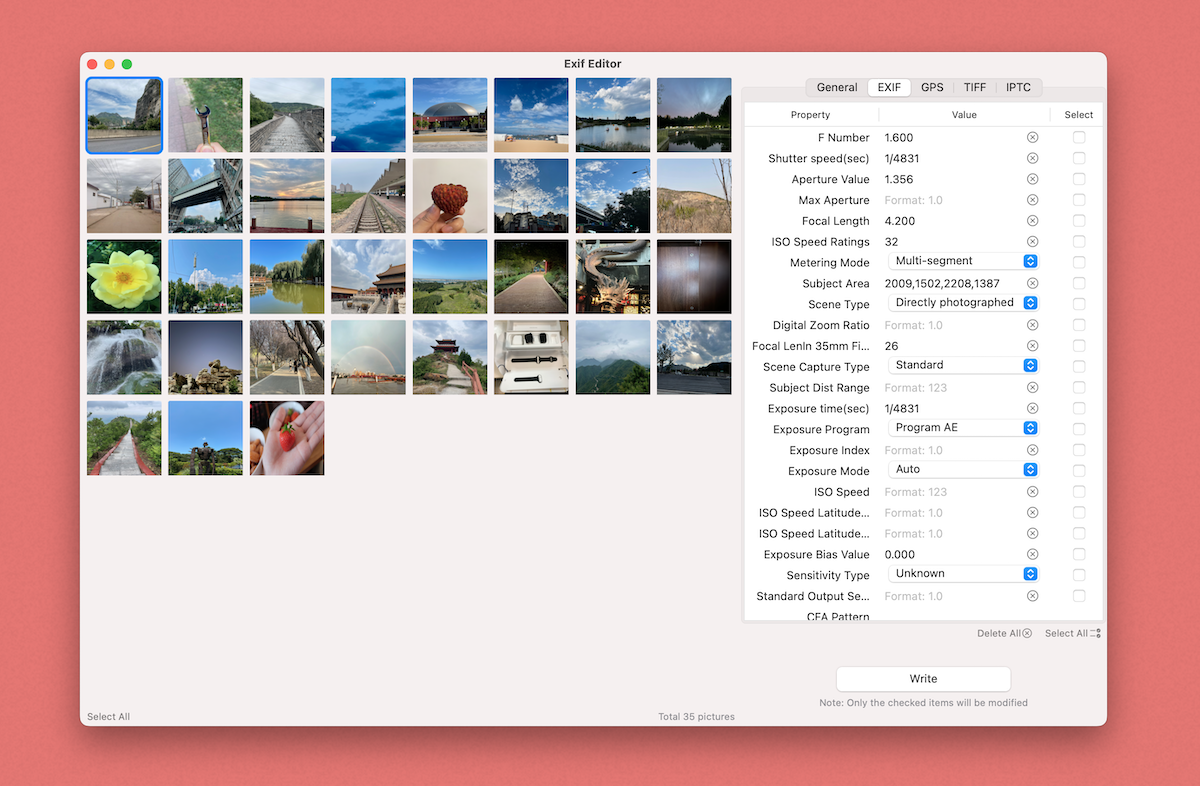 Exif Editor
General EXIF GPS TIFF IPTC
Property Value Select
F Number 1.600
Shutter speed(sec) 1/4831
Aperture Value 1.356
Max Aperture Format: 1.0
Focal Length 4.200
ISO Speed Ratings 32
Metering Mode Multi-segment
Subject Area 2009,1502,2208,1387
Scene Type Directly photographed
Digital Zoom Ratio Format: 1.0
Focal Lenln 35mm Fi... 26
Scene Capture Type Standard
Subject Dist Range Format: 123
Exposure time(sec) 1/4831
Exposure Program Program AE
Exposure Index Format: 1.0
Exposure Mode Auto
ISO Speed Format: 123
ISO Speed Latitude... Format: 1.0
ISO Speed Latitude... Format: 1.0
Exposure Bias Value 0.000
Sensitivity Type Unknown
Standard Output Se... Format: 1.0
CFA Pattern
Delete All Select All
Write
Note: Only the checked items will be modified
Select All Total 35 pictures